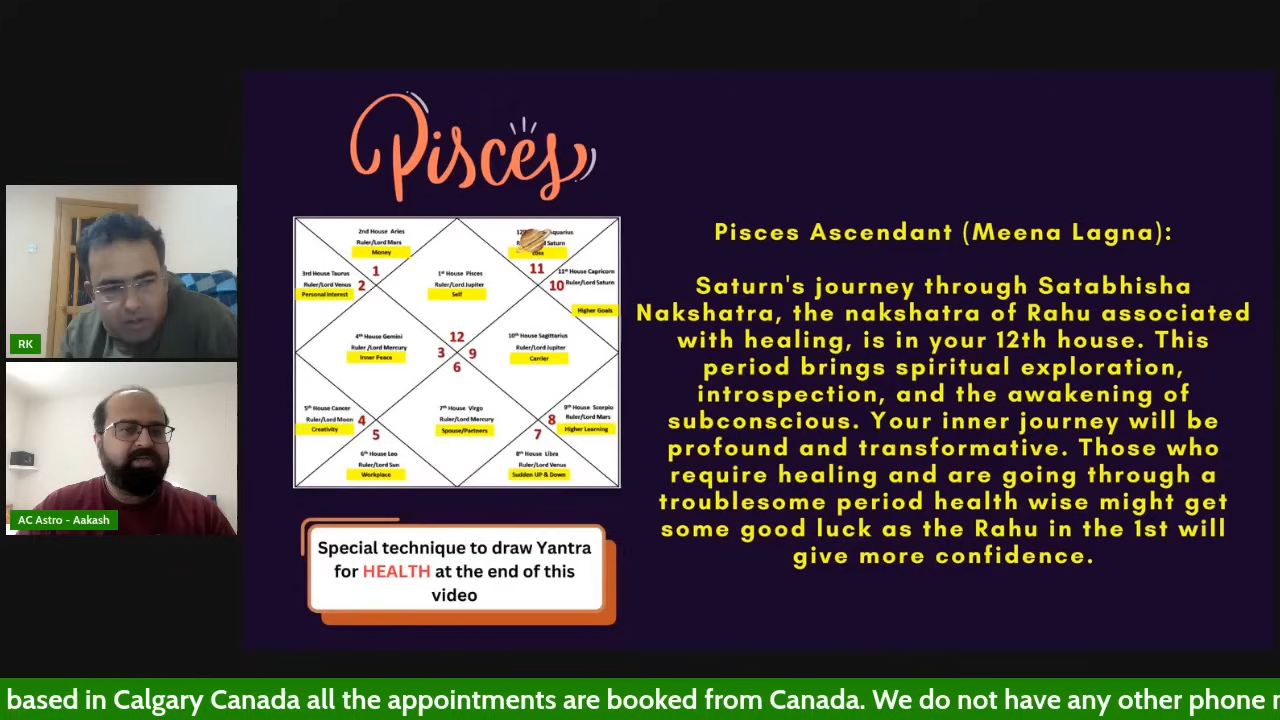 Pisces
2nd House Aries
Ruler/Lord Mars
Money
Aquarius
Saturn
Loss
1
11
3rd House Taurus
Ruler/Lord Venus
Personal Interest
2
1st House Pisces
Ruler/Lord Jupiter
Self
10
11th House Capricorn
Ruler/Lord Saturn
Higher Goals
4th House Gemini
Ruler /Lord Mercury
Inner Peace
12
3
9
6
10th House Sagittarius
Ruler/Lord Jupiter
Carrier
5th House Cancer
Ruler/Lord Moon
Creativity
4
5
7th House Virgo
Ruler/Lord Mercury
Spouse/Partners
8
7
9th House Scorpio
Ruler/Lord Mars
Higher Learning
6th House Leo
Ruler/Lord Sun
Workplace
8th House Libra
Ruler/Lord Venus
Sudden UP & Down
Special technique to draw Yantra
for HEALTH at the end of this
video
Pisces Ascendant (Meena Lagna):
Saturn's journey through Satabhisha
Nakshatra, the nakshatra of Rahu associated
with healing, is in your 12th house. This
period brings spiritual exploration,
introspection, and the awakening of
subconscious. Your inner journey will be
profound and transformative. Those who
require healing and are going through a
troublesome period health wise might get
some good luck as the Rahu in the 1st will
give more confidence.
RK
AC Astro - Aakash
based in Calgary Canada all the appointments are booked from Canada. We do not have any other phone